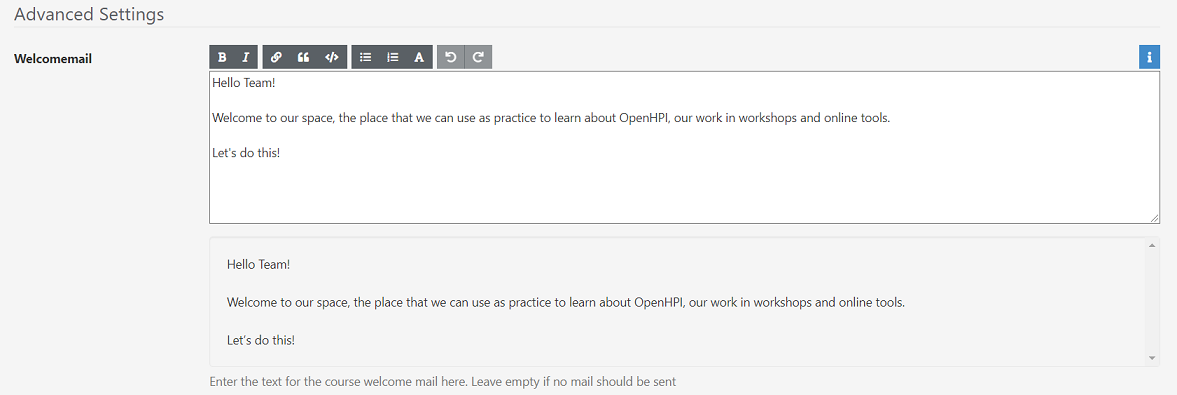 Advanced Settings
Welcomemail
B I A
Hello Team!
Welcome to our space, the place that we can use as practice to learn about OpenHPI, our work in workshops and online tools.
Let's do this!
Hello Team!
Welcome to our space, the place that we can use as practice to learn about OpenHPI, our work in workshops and online tools.
Let's do this!
Enter the text for the course welcome mail here. Leave empty if no mail should be sent